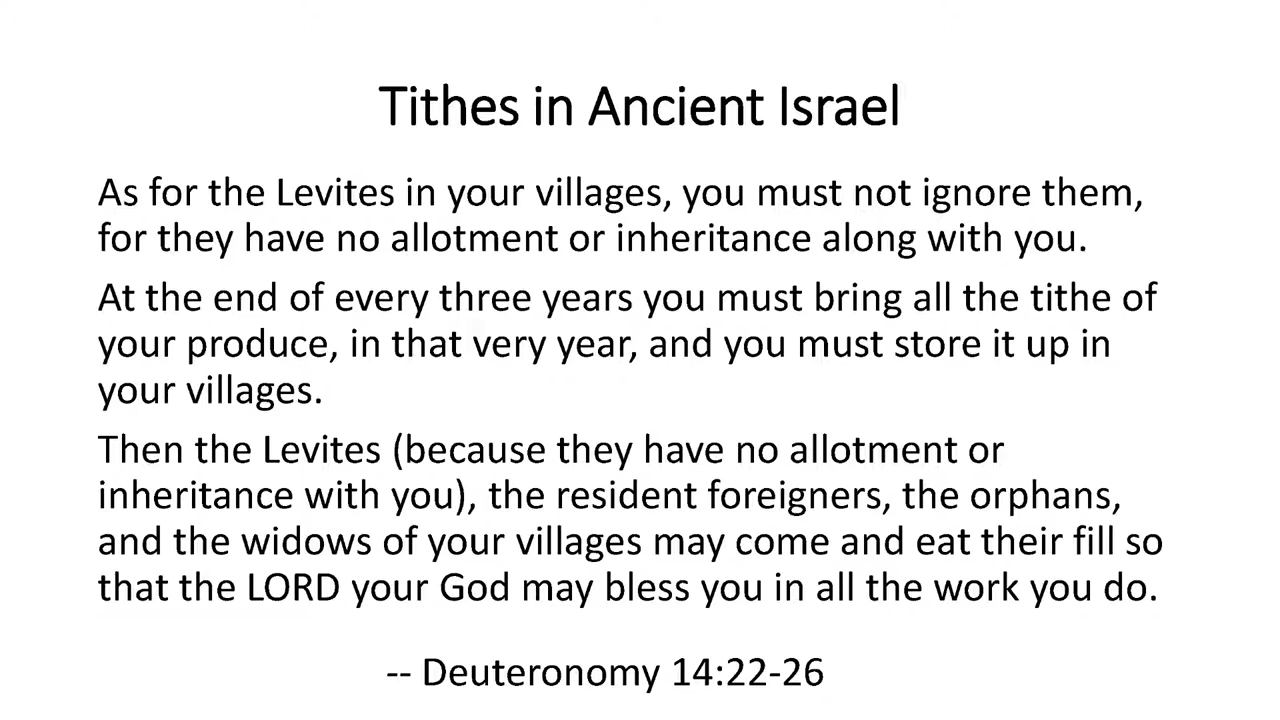 Tithes in Ancient Israel
As for the Levites in your villages, you must not ignore them,
for they have no allotment or inheritance along with you.
At the end of every three years you must bring all the tithe of
your produce, in that very year, and you must store it up in
your villages.
Then the Levites (because they have no allotment or
inheritance with you), the resident foreigners, the orphans,
and the widows of your villages may come and eat their fill so
that the LORD your God may bless you in all the work you do.
-- Deuteronomy 14:22-26